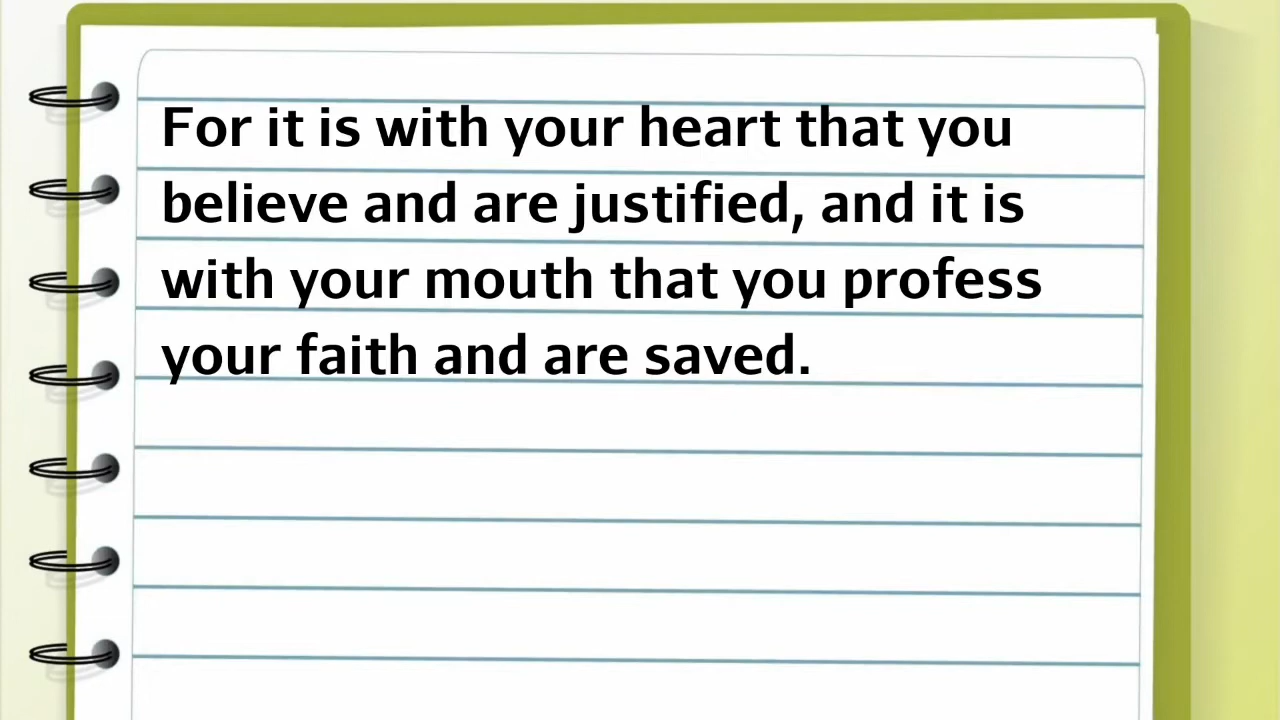 For it is with your heart that you
believe and are justified, and it is
with your mouth that you profess
your faith and are saved.